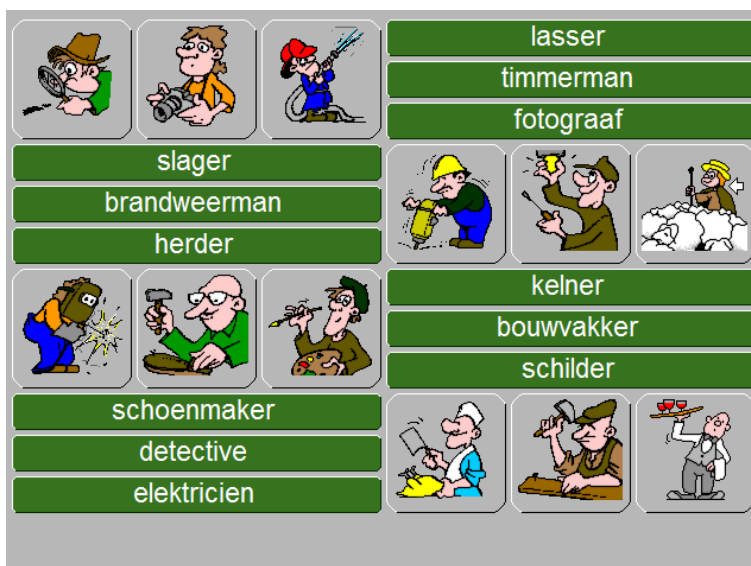 lasser
timmerman
fotograaf
slager
brandweerman
herder
kelner
bouwvakker
schilder
schoenmaker
detective
elektricien